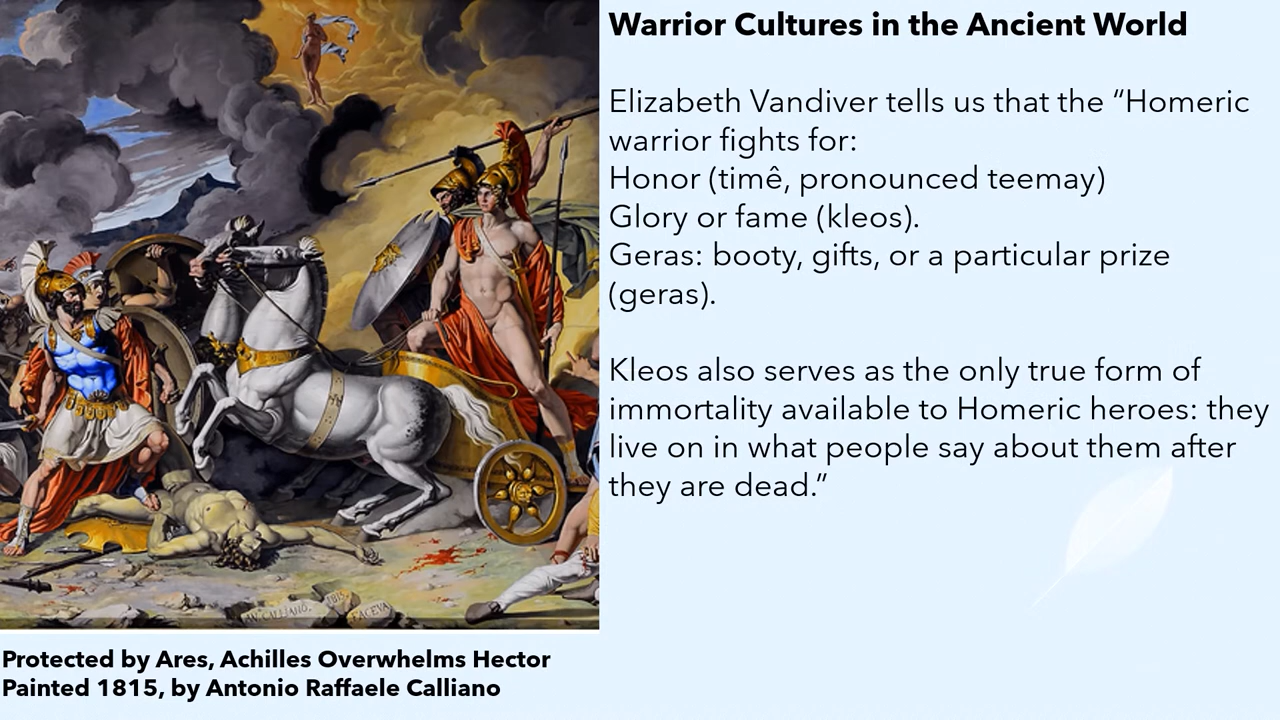 Warrior Cultures in the Ancient World
Elizabeth Vandiver tells us that the “Homeric
warrior fights for:
Honor (timê, pronounced teemay)
Glory or fame (kleos).
Geras: booty, gifts, or a particular prize
(geras).
Kleos also serves as the only true form of
immortality available to Homeric heroes: they
live on in what people say about them after
they are dead.”
CALLIANO,
FACEVA
Protected by Ares, Achilles Overwhelms Hector
Painted 1815, by Antonio Raffaele Calliano